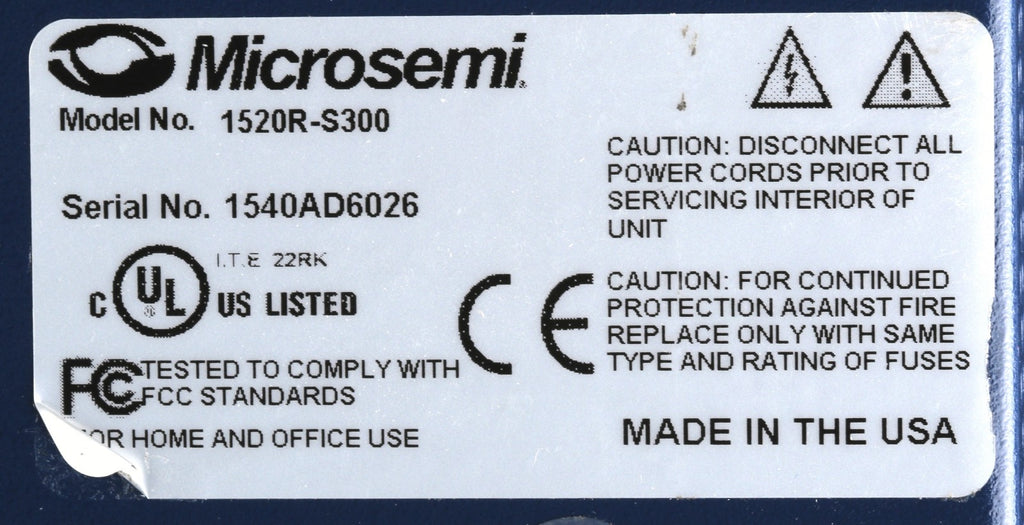 Microsemi
Model No. 1520R-S300
Serial No. 1540AD6026
I.T.E 22RK
C UL US LISTED
FC TESTED TO COMPLY WITH
FCC STANDARDS
FOR HOME AND OFFICE USE
CAUTION: DISCONNECT ALL
POWER CORDS PRIOR TO
SERVICING INTERIOR OF
UNIT
CE
CAUTION: FOR CONTINUED
PROTECTION AGAINST FIRE
REPLACE ONLY WITH SAME
TYPE AND RATING OF FUSES
MADE IN THE USA